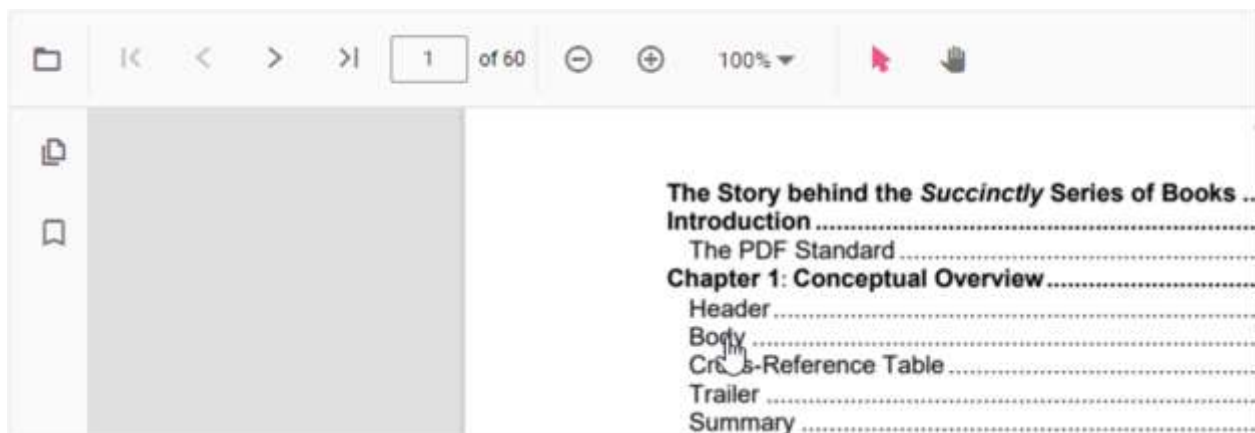 1 of 60 100%
The Story behind the Succinctly Series of Books ..
Introduction ..........................................................................
The PDF Standard ..............................................................
Chapter 1: Conceptual Overview ...................................
Header ................................................................................
Body ...................................................................................
Cross-Reference Table ....................................................
Trailer .................................................................................
Summary ............................................................................